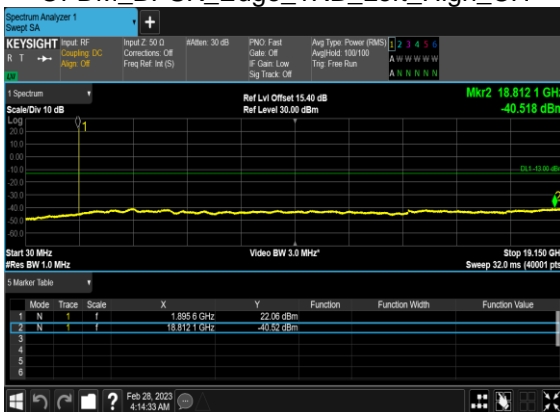 Spectrum Analyzer 1
Swept SA
+
KEYSIGHT
R T
LV
Input: RF
Coupling: DC
Align: Off
Input Z: 50 Ω
Corrections: Off
Freq Ref: Int (S)
#Atten: 30 dB
PNO: Fast
Gate: Off
IF Gain: Low
Sig Track: Off
Avg Type: Power (RMS)
Avg|Hold: 100/100
Trig: Free Run
1 2 3 4 5 6
A W W W W W
A N N N N N
1 Spectrum
Scale/Div 10 dB
Ref Lvl Offset 15.40 dB
Ref Level 30.00 dBm
Mkr2 18.812 1 GHz
-40.518 dBm
Log
20.0
10.0
0.00
-10.0
-20.0
-30.0
-40.0
-50.0
-60.0
1
DL1 -13.00 dBm
Start 30 MHz
#Res BW 1.0 MHz
Video BW 3.0 MHz*
Stop 19.150 GH
Sweep 32.0 ms (40001 pts
5 Marker Table
Mode Trace Scale X Y Function Function Width Function Value
1 N 1 f 1.895 6 GHz 22.06 dBm
2 N 1 f 18.812 1 GHz -40.52 dBm
3
4
5
6
?
Feb 28, 2023
4:14:33 AM